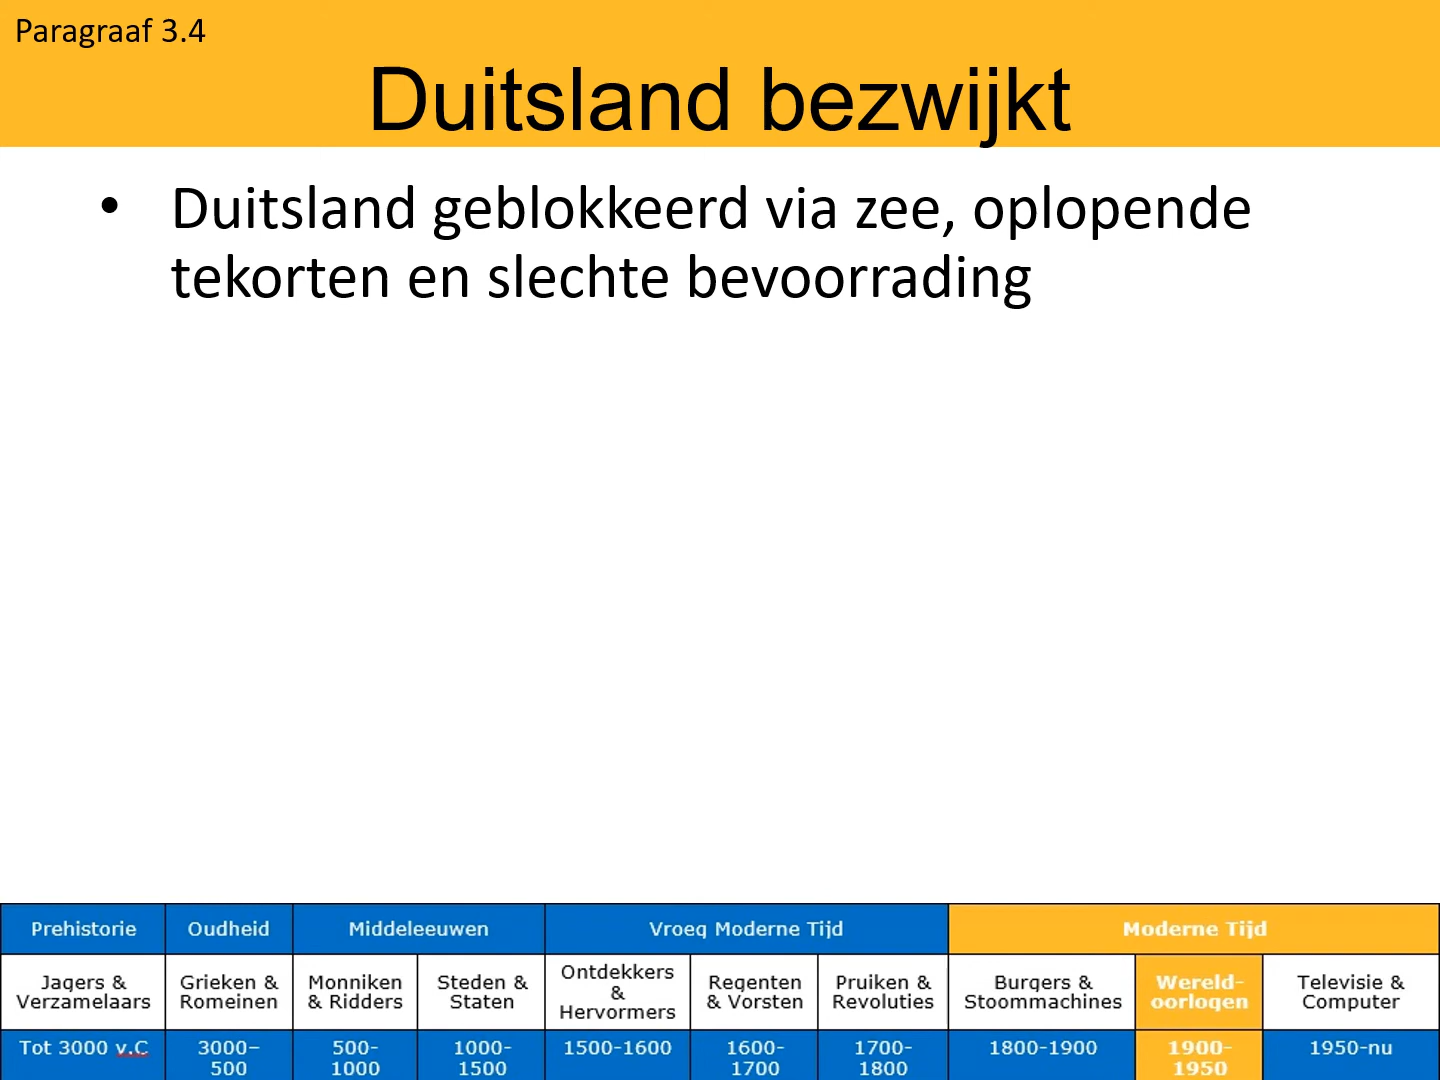 Paragraaf 3.4
Duitsland bezwijkt
• Duitsland geblokkeerd via zee, oplopende
tekorten en slechte bevoorrading
Prehistorie Oudheid Middeleeuwen Vroeg Moderne Tijd Moderne Tijd
Jagers &
Verzamelaars
Grieken &
Romeinen
Monniken
& Ridders
Steden &
Staten
Ontdekkers
&
Hervormers
Regenten
& Vorsten
Pruiken &
Revoluties
Burgers &
Stoommachines
Wereld-
oorlogen
Televisie &
Computer
Tot 3000 v.C
3000–
500
500-
1000
1000-
1500
1500-1600
1600-
1700
1700-
1800
1800-1900
1900-
1950
1950-nu